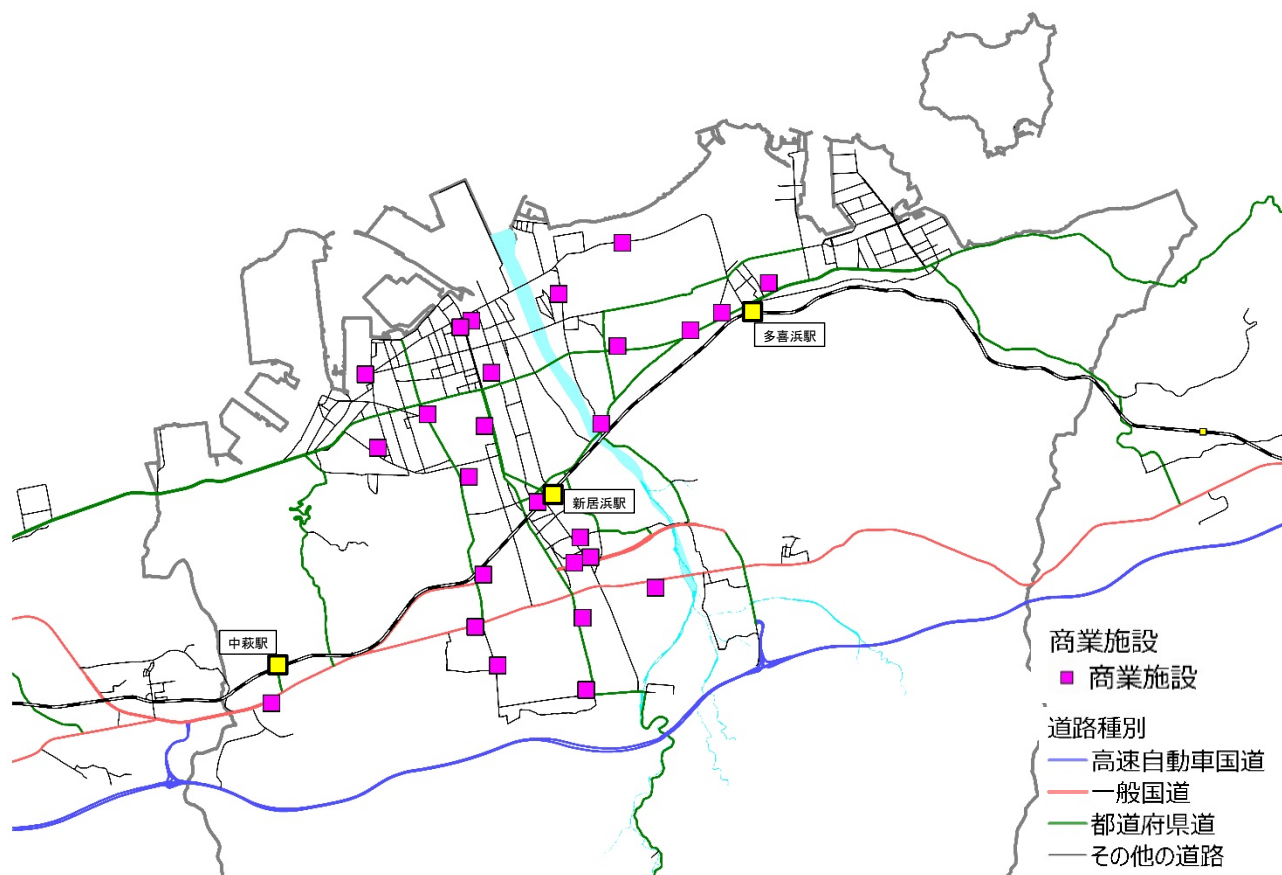 多喜浜駅
新居浜駅
中萩駅
商業施設
商業施設
道路種別
高速自動車国道
一般国道
都道府県道
その他の道路